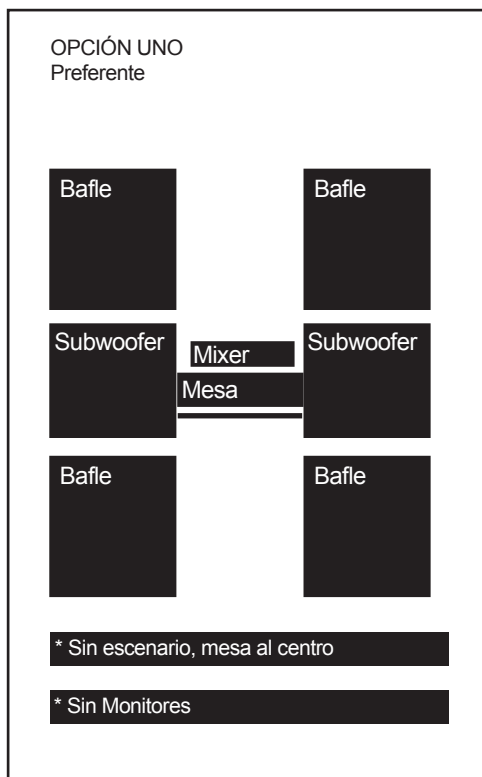 OPCIÓN UNO
Preferente
Bafle
Bafle
Subwoofer
Mixer
Subwoofer
Mesa
Bafle
Bafle
* Sin escenario, mesa al centro
* Sin Monitores